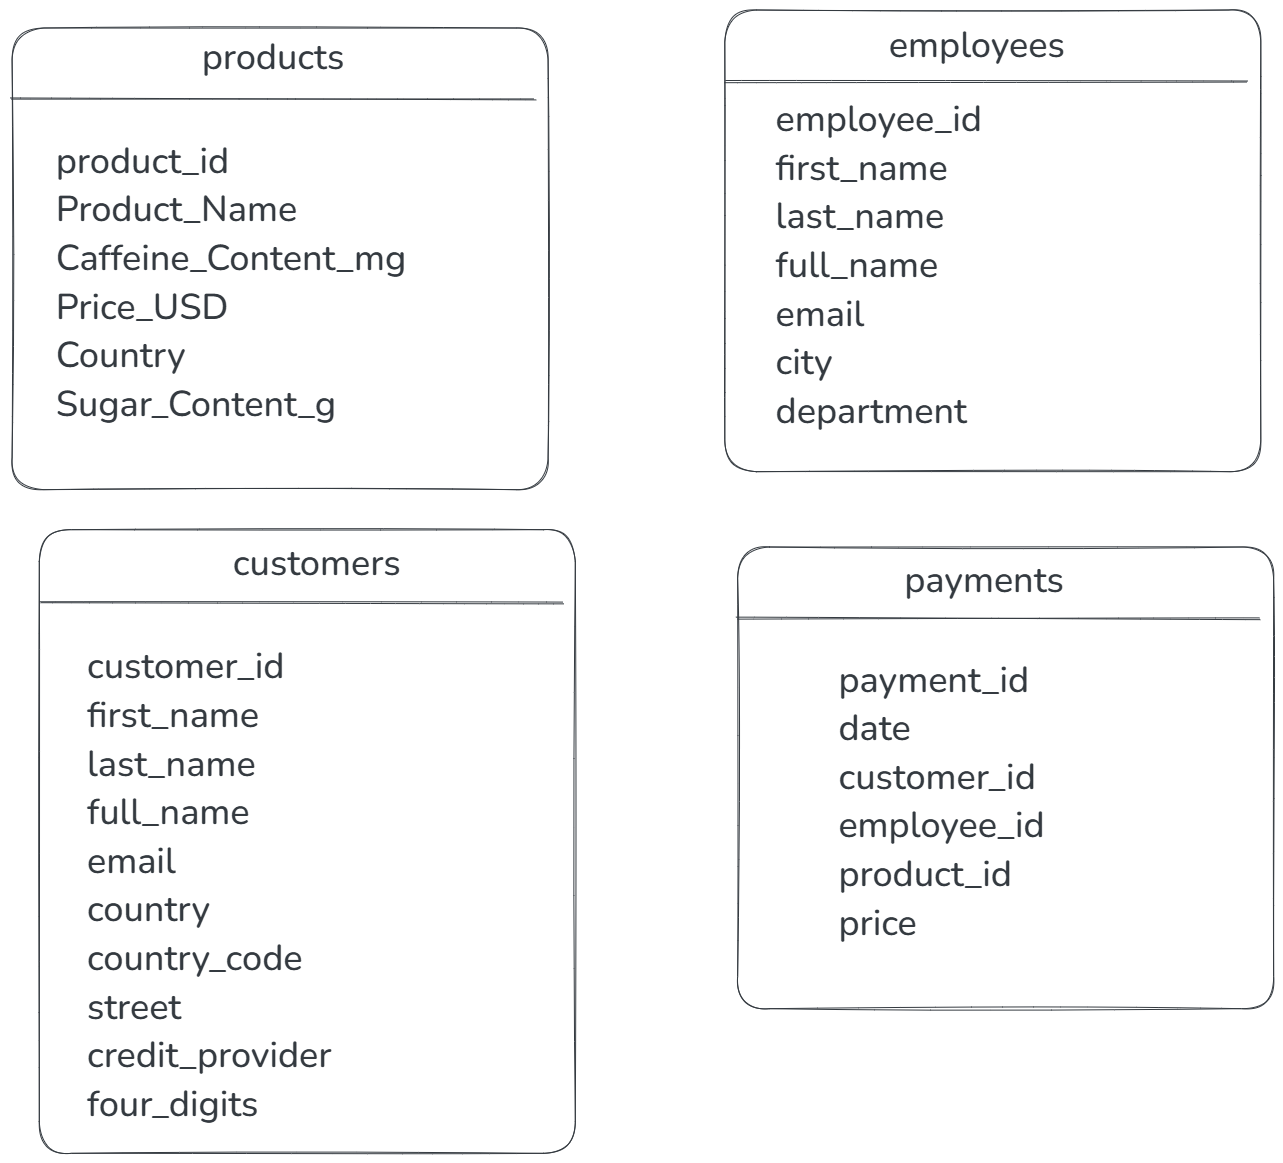 products
product_id
Product_Name
Caffeine_Content_mg
Price_USD
Country
Sugar_Content_g
employees
employee_id
first_name
last_name
full_name
email
city
department
customers
customer_id
first_name
last_name
full_name
email
country
country_code
street
credit_provider
four_digits
payments
payment_id
date
customer_id
employee_id
product_id
price